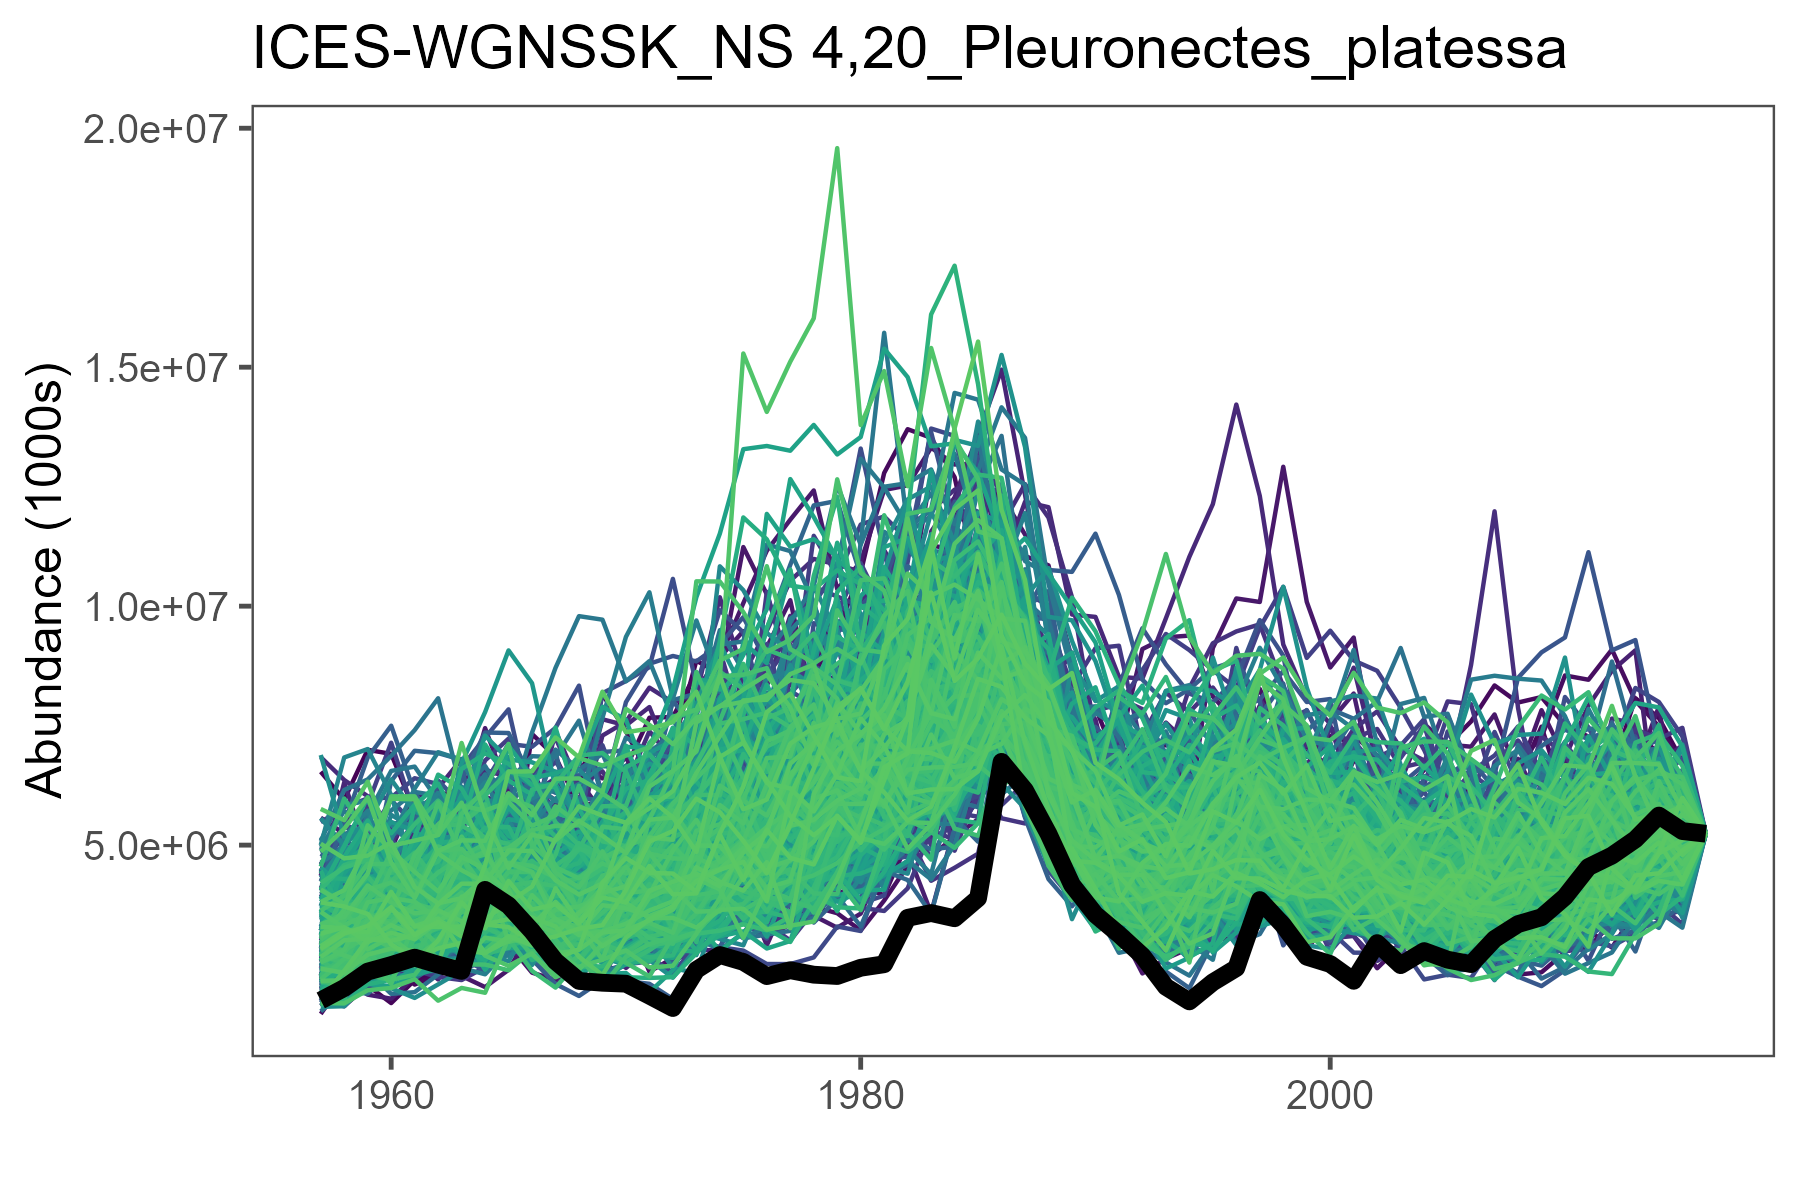 ICES-WGNSSK_NS 4,20_Pleuronectes_platessa
2.0e+07
1.5e+07
1.0e+07
5.0e+06
Abundance (1000s)
1960
1980
2000